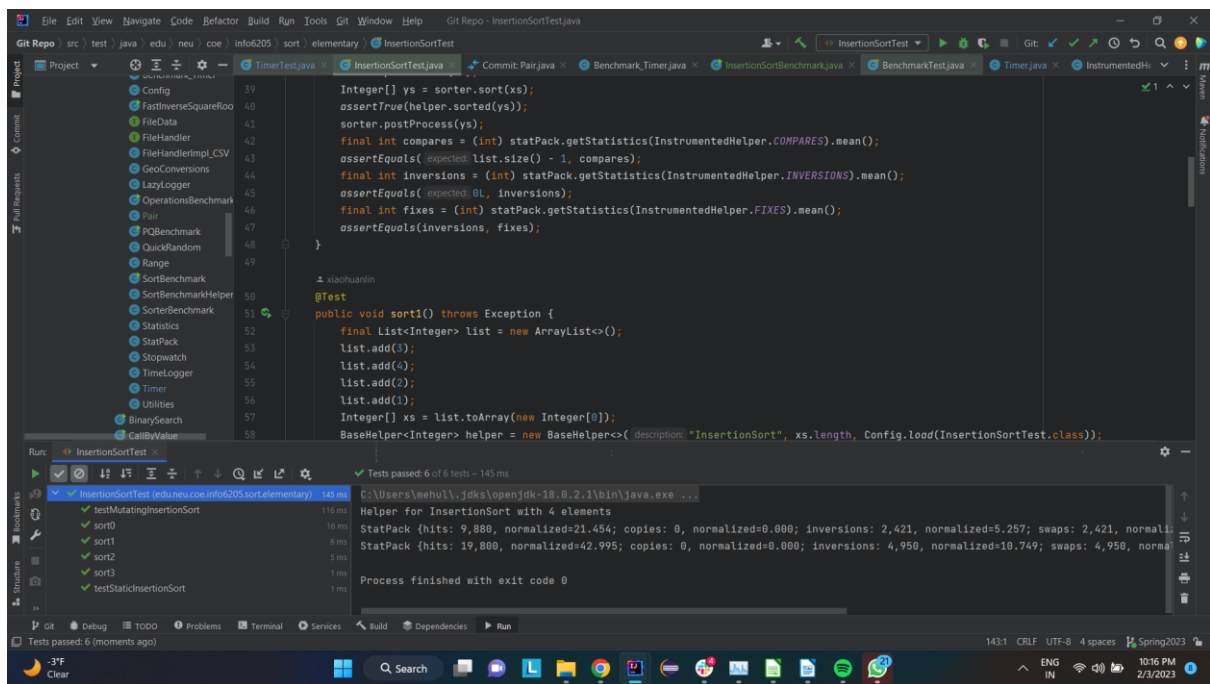 File Edit View Navigate Code Refactor Build Run Tools Git Window Help Git Repo - InsertionSortTest.java
Git Repo src test java edu neu coe info6205 sort elementary InsertionSortTest InsertionSortTest Git:
Project TimerTest.java InsertionSortTest.java Commit: Pair.java Benchmark_Timer.java InsertionSortBenchmark.java BenchmarkTest.java Timer.java InstrumentedHe
Benchmark_Timer
Config
FastInverseSquareRoo
FileData
FileHandler
FileHandlerImpl_CSV
GeoConversions
LazyLogger
OperationsBenchmark
Pair
PQBenchmark
QuickRandom
Range
SortBenchmark
SortBenchmarkHelper
SorterBenchmark
Statistics
StatPack
Stopwatch
TimeLogger
Timer
Utilities
BinarySearch
CallByValue
39 Integer[] ys = sorter.sort(xs);
40 assertTrue(helper.sorted(ys));
41 sorter.postProcess(ys);
42 final int compares = (int) statPack.getStatistics(InstrumentedHelper.COMPARES).mean();
43 assertEquals( expected: list.size() - 1, compares);
44 final int inversions = (int) statPack.getStatistics(InstrumentedHelper.INVERSIONS).mean();
45 assertEquals( expected: 0L, inversions);
46 final int fixes = (int) statPack.getStatistics(InstrumentedHelper.FIXES).mean();
47 assertEquals(inversions, fixes);
48 }
49
xiaohuanlin
50 @Test
51 public void sort1() throws Exception {
52 final List<Integer> list = new ArrayList<>();
53 list.add(3);
54 list.add(4);
55 list.add(2);
56 list.add(1);
57 Integer[] xs = list.toArray(new Integer[0]);
58 BaseHelper<Integer> helper = new BaseHelper<>( description: "InsertionSort", xs.length, Config.load(InsertionSortTest.class));
1
Project
Commit
Pull Requests
Bookmarks
Structure
Maven
Notifications
Run: InsertionSortTest
Tests passed: 6 of 6 tests – 145 ms
InsertionSortTest (edu.neu.coe.info6205.sort.elementary) 145 ms
testMutatingInsertionSort 116 ms
sort0 16 ms
sort1 6 ms
sort2 5 ms
sort3 1 ms
testStaticInsertionSort 1 ms
C:\Users\mehul\.jdks\openjdk-18.0.2.1\bin\java.exe ...
Helper for InsertionSort with 4 elements
StatPack {hits: 9,880, normalized=21.454; copies: 0, normalized=0.000; inversions: 2,421, normalized=5.257; swaps: 2,421, normali
StatPack {hits: 19,800, normalized=42.995; copies: 0, normalized=0.000; inversions: 4,950, normalized=10.749; swaps: 4,950, norma
Process finished with exit code 0
Git Debug TODO Problems Terminal Services Build Dependencies Run
Tests passed: 6 (moments ago) 143:1 CRLF UTF-8 4 spaces Spring2023
-3°F
Clear
Search
L
21
ENG
IN
10:16 PM
2/3/2023
8